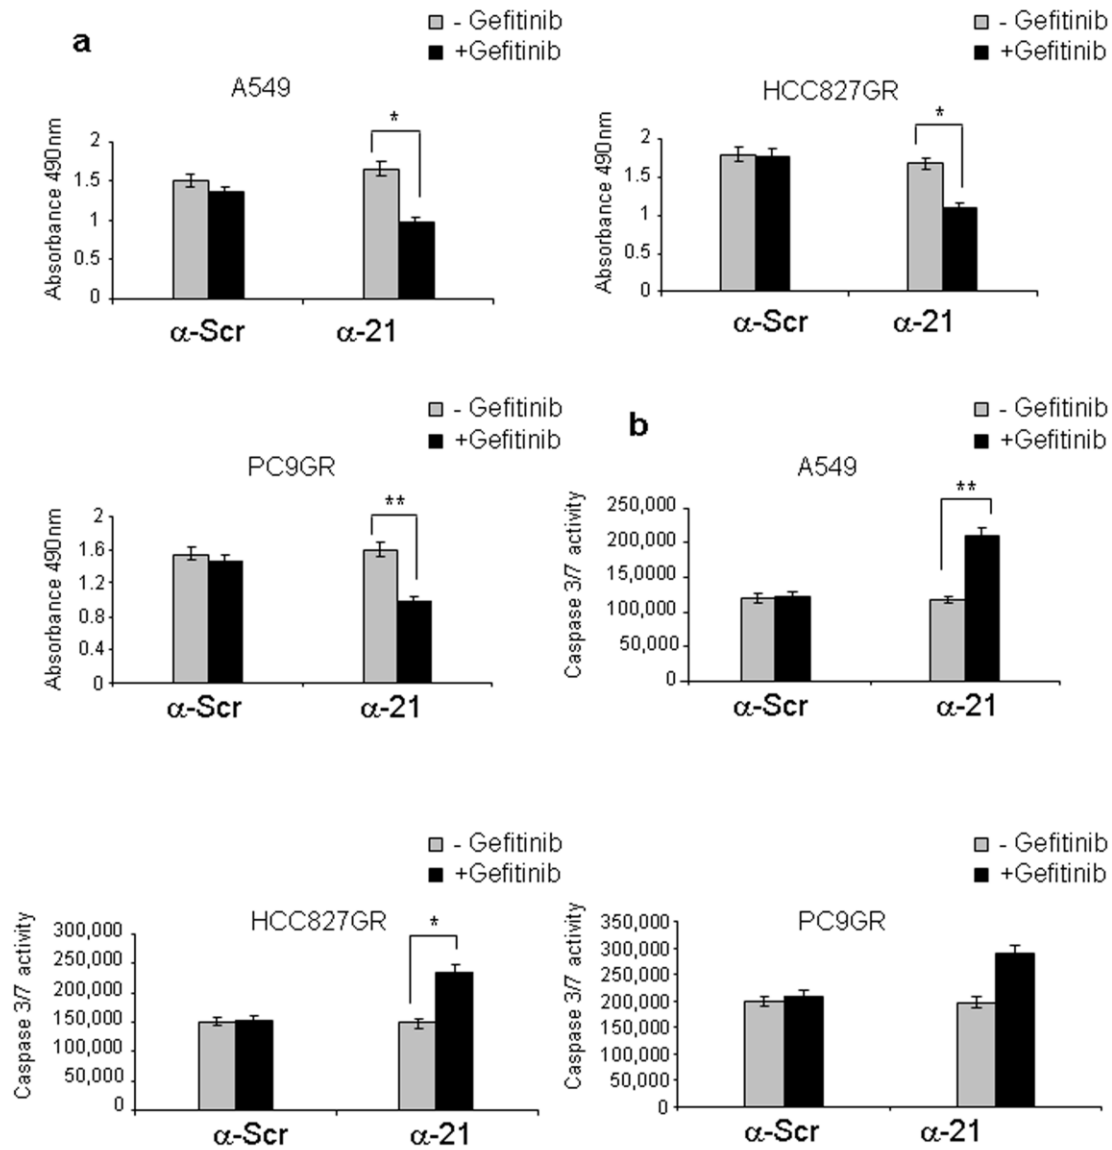 a
- Gefitinib
+Gefitinib
A549
*
Absorbance 490nm
2
1.5
1
0.5
0
α-Scr α-21
- Gefitinib
+Gefitinib
HCC827GR
*
Absorbance 490nm
2
1.5
1
0.5
0
α-Scr α-21
- Gefitinib
+Gefitinib
PC9GR
**
Absorbance 490nm
2
1.6
1.2
0.8
0.4
0
α-Scr α-21
b
- Gefitinib
+Gefitinib
A549
**
Caspase 3/7 activity
250,000
200,000
15,0000
100,000
50,000
0
α-Scr α-21
- Gefitinib
+Gefitinib
HCC827GR
*
Caspase 3/7 activity
300,000
250,000
200,000
150,000
100,000
50,000
0
α-Scr α-21
- Gefitinib
+Gefitinib
PC9GR
Caspase 3/7 activity
350,000
300,000
250,000
200,000
150,000
100,000
50,000
0
α-Scr α-21